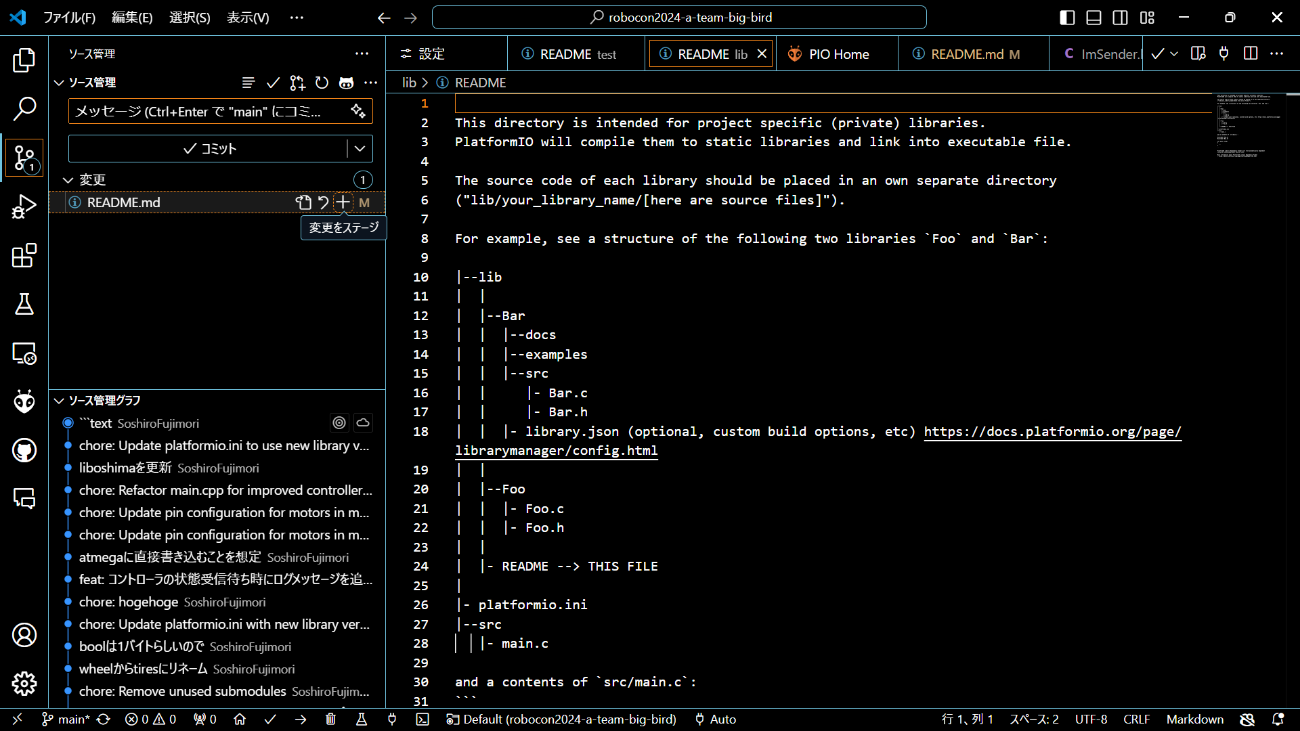 ファイル(F) 編集(E) 選択(S) 表示(V) ··· robocon2024-a-team-big-bird
ソース管理 ···
設定 README test README lib PIO Home README.md M ImSender.
ソース管理 ···
lib > README
メッセージ (Ctrl+Enter で "main" にコミ...
コミット
変更 1
README.md M
変更をステージ
1
2 This directory is intended for project specific (private) libraries.
3 PlatformIO will compile them to static libraries and link into executable file.
4
5 The source code of each library should be placed in an own separate directory
6 ("lib/your_library_name/[here are source files]").
7
8 For example, see a structure of the following two libraries `Foo` and `Bar`:
9
10 |--lib
11 |  |
12 |  |--Bar
13 |  |  |--docs
14 |  |  |--examples
15 |  |  |--src
16 |  |     |- Bar.c
17 |  |     |- Bar.h
18 |  |  |- library.json (optional, custom build options, etc) https://docs.platformio.org/page/
librarymanager/config.html
19 |  |
20 |  |--Foo
21 |  |  |- Foo.c
22 |  |  |- Foo.h
23 |  |
24 |  |- README --> THIS FILE
25 |
26 |- platformio.ini
27 |--src
28 | | |- main.c
29
30 and a contents of `src/main.c`:
31 ```
1
ソース管理グラフ
```text SoshiroFujimori
chore: Update platformio.ini to use new library v...
liboshimaを更新 SoshiroFujimori
chore: Refactor main.cpp for improved controller...
chore: Update pin configuration for motors in m...
chore: Update pin configuration for motors in m...
atmegaに直接書き込むことを想定 SoshiroFujimori
feat: コントローラの状態受信待ち時にログメッセージを追...
chore: hogehoge SoshiroFujimori
chore: Update platformio.ini with new library ver...
boolは1バイトらしいので SoshiroFujimori
wheelからtiresにリネーム SoshiroFujimori
chore: Remove unused submodules SoshiroFujim...
main* 0 0 0 Default (robocon2024-a-team-big-bird) Auto 行 1、列 1 スペース: 2 UTF-8 CRLF Markdown